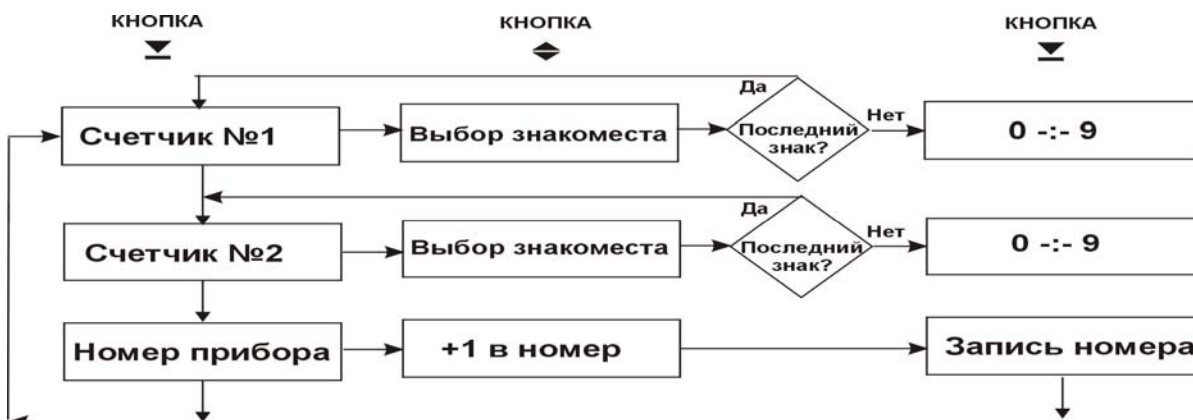 КНОПКА КНОПКА КНОПКА
Да
Счетчик №1
Выбор знакоместа
Последний
знак?
Нет
0 -:- 9
Да
Счетчик №2
Выбор знакоместа
Последний
знак?
Нет
0 -:- 9
Номер прибора
+1 в номер
Запись номера